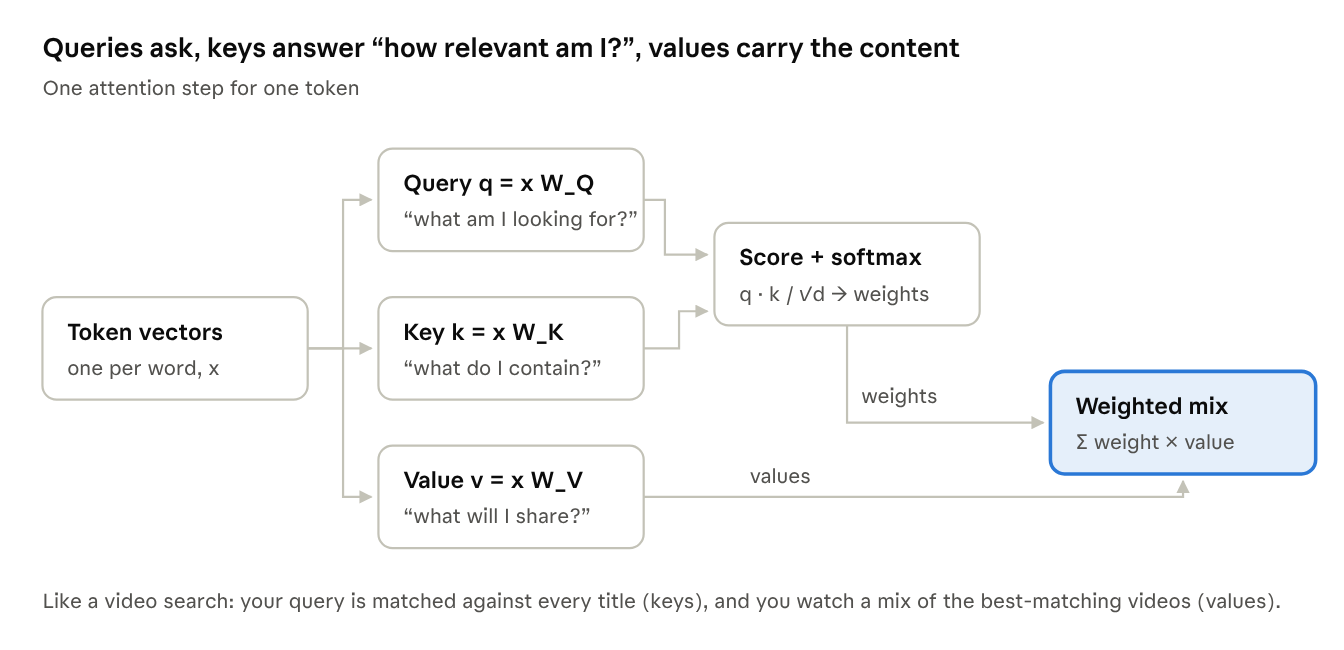 Queries ask, keys answer “how relevant am I?”, values carry the content
One attention step for one token
Query q = x W_Q
“what am I looking for?”
Score + softmax
q · k / √d → weights
Token vectors
one per word, x
Key k = x W_K
“what do I contain?”
weights
Weighted mix
Σ weight × value
Value v = x W_V
“what will I share?”
values
Like a video search: your query is matched against every title (keys), and you watch a mix of the best-matching videos (values).